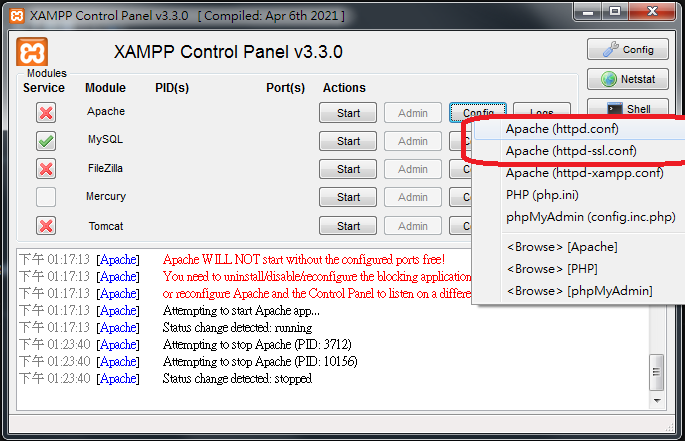 XAMPP Control Panel v3.3.0 [ Compiled: Apr 6th 2021 ]
XAMPP Control Panel v3.3.0
Config
Modules
Service Module PID(s) Port(s) Actions
Netstat
Shell
Apache Start Admin Config Logs
MySQL Start Admin
FileZilla Start Admin
Mercury Start Admin
Tomcat Start Admin
Apache (httpd.conf)
Apache (httpd-ssl.conf)
Apache (httpd-xampp.conf)
PHP (php.ini)
phpMyAdmin (config.inc.php)
<Browse> [Apache]
<Browse> [PHP]
<Browse> [phpMyAdmin]
下午 01:17:13 [Apache] Apache WILL NOT start without the configured ports free!
下午 01:17:13 [Apache] You need to uninstall/disable/reconfigure the blocking application
下午 01:17:13 [Apache] or reconfigure Apache and the Control Panel to listen on a differe
下午 01:17:13 [Apache] Attempting to start Apache app...
下午 01:17:13 [Apache] Status change detected: running
下午 01:23:40 [Apache] Attempting to stop Apache (PID: 3712)
下午 01:23:40 [Apache] Attempting to stop Apache (PID: 10156)
下午 01:23:40 [Apache] Status change detected: stopped